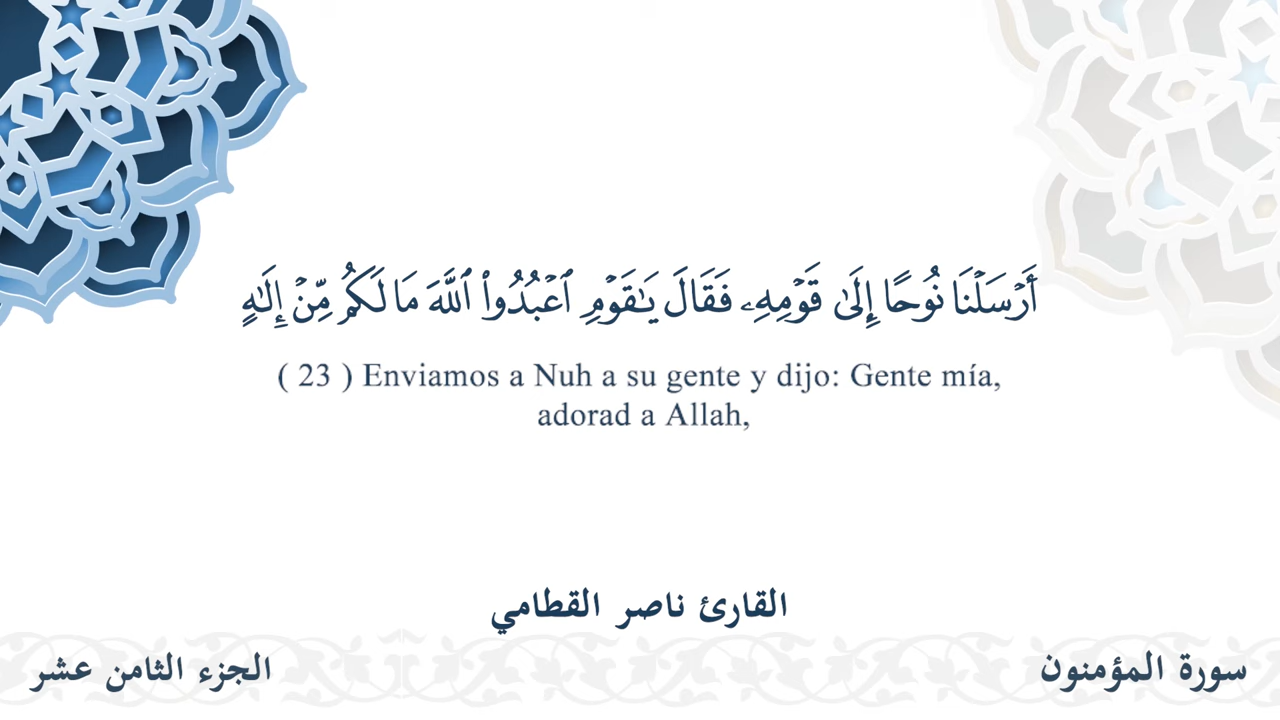 أَرۡسَلۡنَا نُوحًا إِلَىٰ قَوۡمِهِۦ فَقَالَ يَٰقَوۡمِ ٱعۡبُدُواْ ٱللَّهَ مَا لَكُم مِّنۡ إِلَٰهٍ
( 23 ) Enviamos a Nuh a su gente y dijo: Gente mía,
adorad a Allah,
القارئ ناصر القطامي
سورة المؤمنون
الجزء الثامن عشر